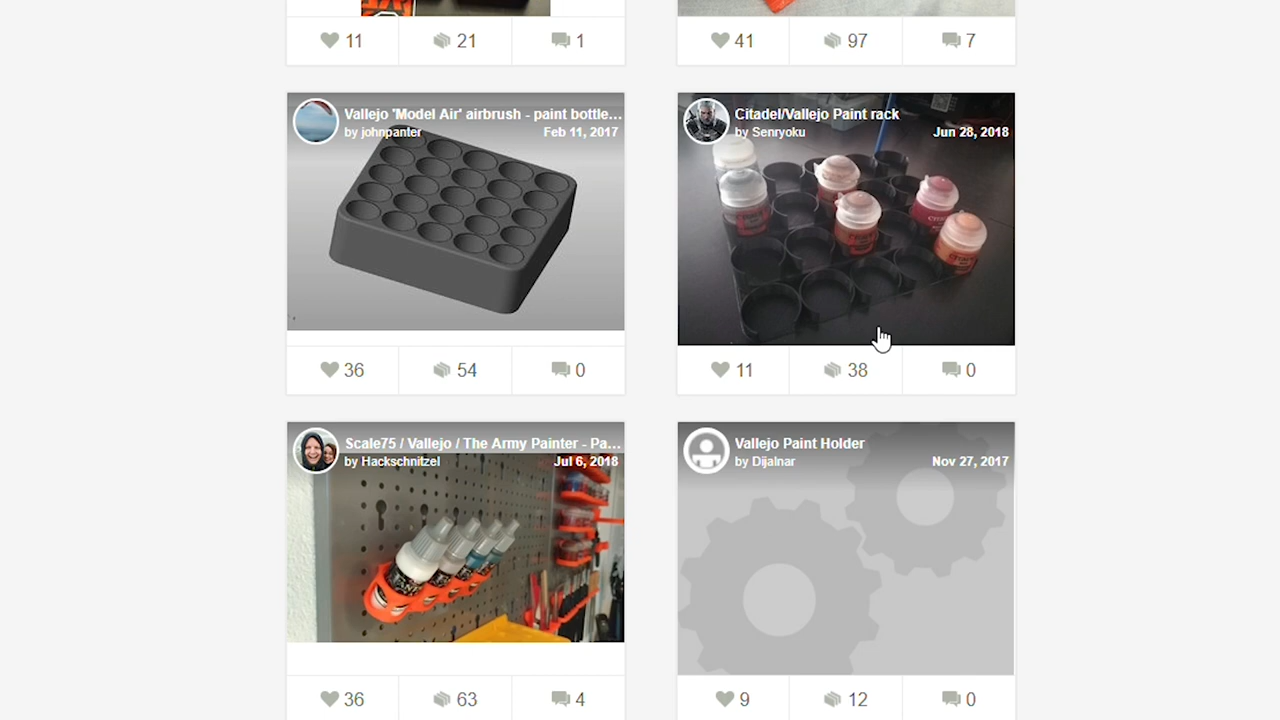 11 21 1
41 97 7
Vallejo 'Model Air' airbrush - paint bottle...
by johnpanter Feb 11, 2017
36 54 0
Citadel/Vallejo Paint rack
by Senryoku Jun 28, 2018
11 38 0
Scale75 / Vallejo / The Army Painter - Pa...
by Hackschnitzel Jul 6, 2018
36 63 4
Vallejo Paint Holder
by Dijalnar Nov 27, 2017
9 12 0